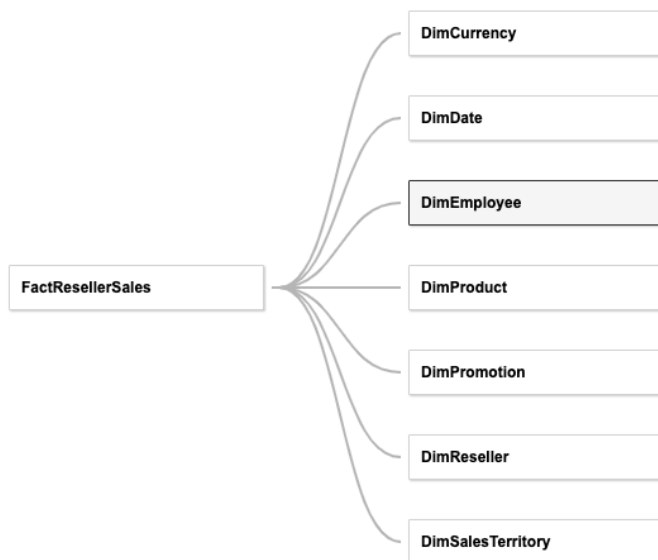 DimCurrency
DimDate
DimEmployee
FactResellerSales
DimProduct
DimPromotion
DimReseller
DimSalesTerritory